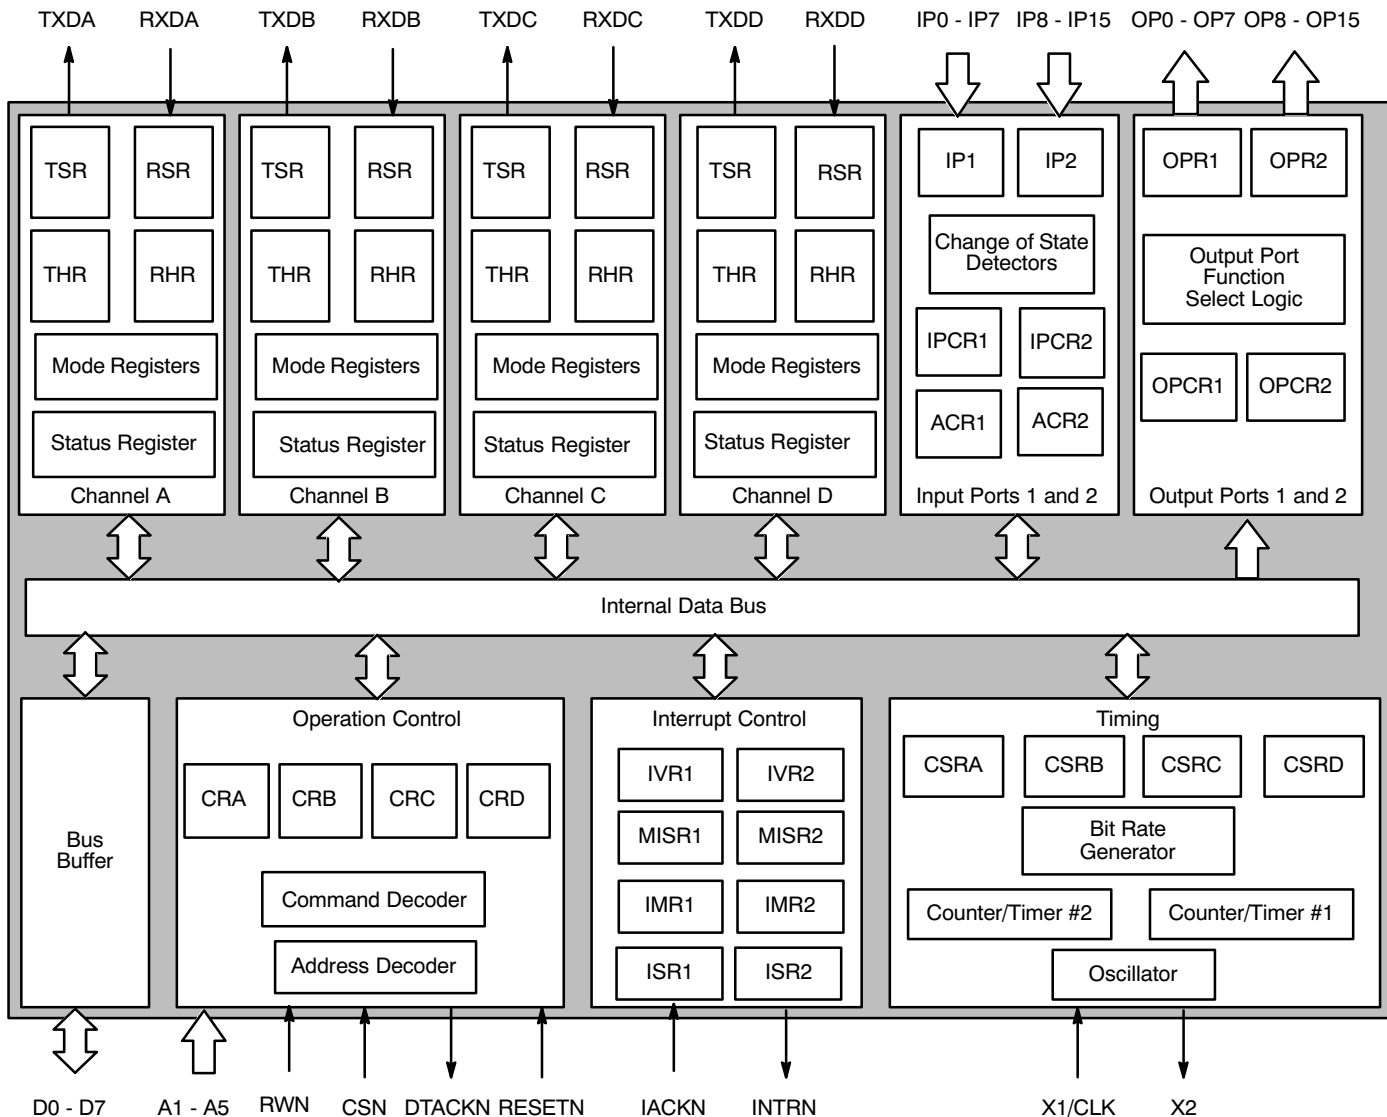 TXDA RXDA TXDB RXDB TXDC RXDC TXDD RXDD IP0 - IP7 IP8 - IP15 OP0 - OP7 OP8 - OP15
TSR RSR TSR RSR TSR RSR TSR RSR IP1 IP2 OPR1 OPR2
THR RHR THR RHR THR RHR THR RHR
Change of State
Detectors
Output Port
Function
Select Logic
Mode Registers Mode Registers Mode Registers Mode Registers
IPCR1 IPCR2
OPCR1 OPCR2
Status Register Status Register Status Register Status Register
ACR1 ACR2
Channel A Channel B Channel C Channel D Input Ports 1 and 2 Output Ports 1 and 2
Internal Data Bus
Bus
Buffer
Operation Control
CRA CRB CRC CRD
Command Decoder
Address Decoder
Interrupt Control
IVR1 IVR2
MISR1 MISR2
IMR1 IMR2
ISR1 ISR2
Timing
CSRA CSRB CSRC CSRD
Bit Rate
Generator
Counter/Timer #2 Counter/Timer #1
Oscillator
D0 - D7 A1 - A5 RWN CSN DTACKN RESETN IACKN INTRN X1/CLK X2